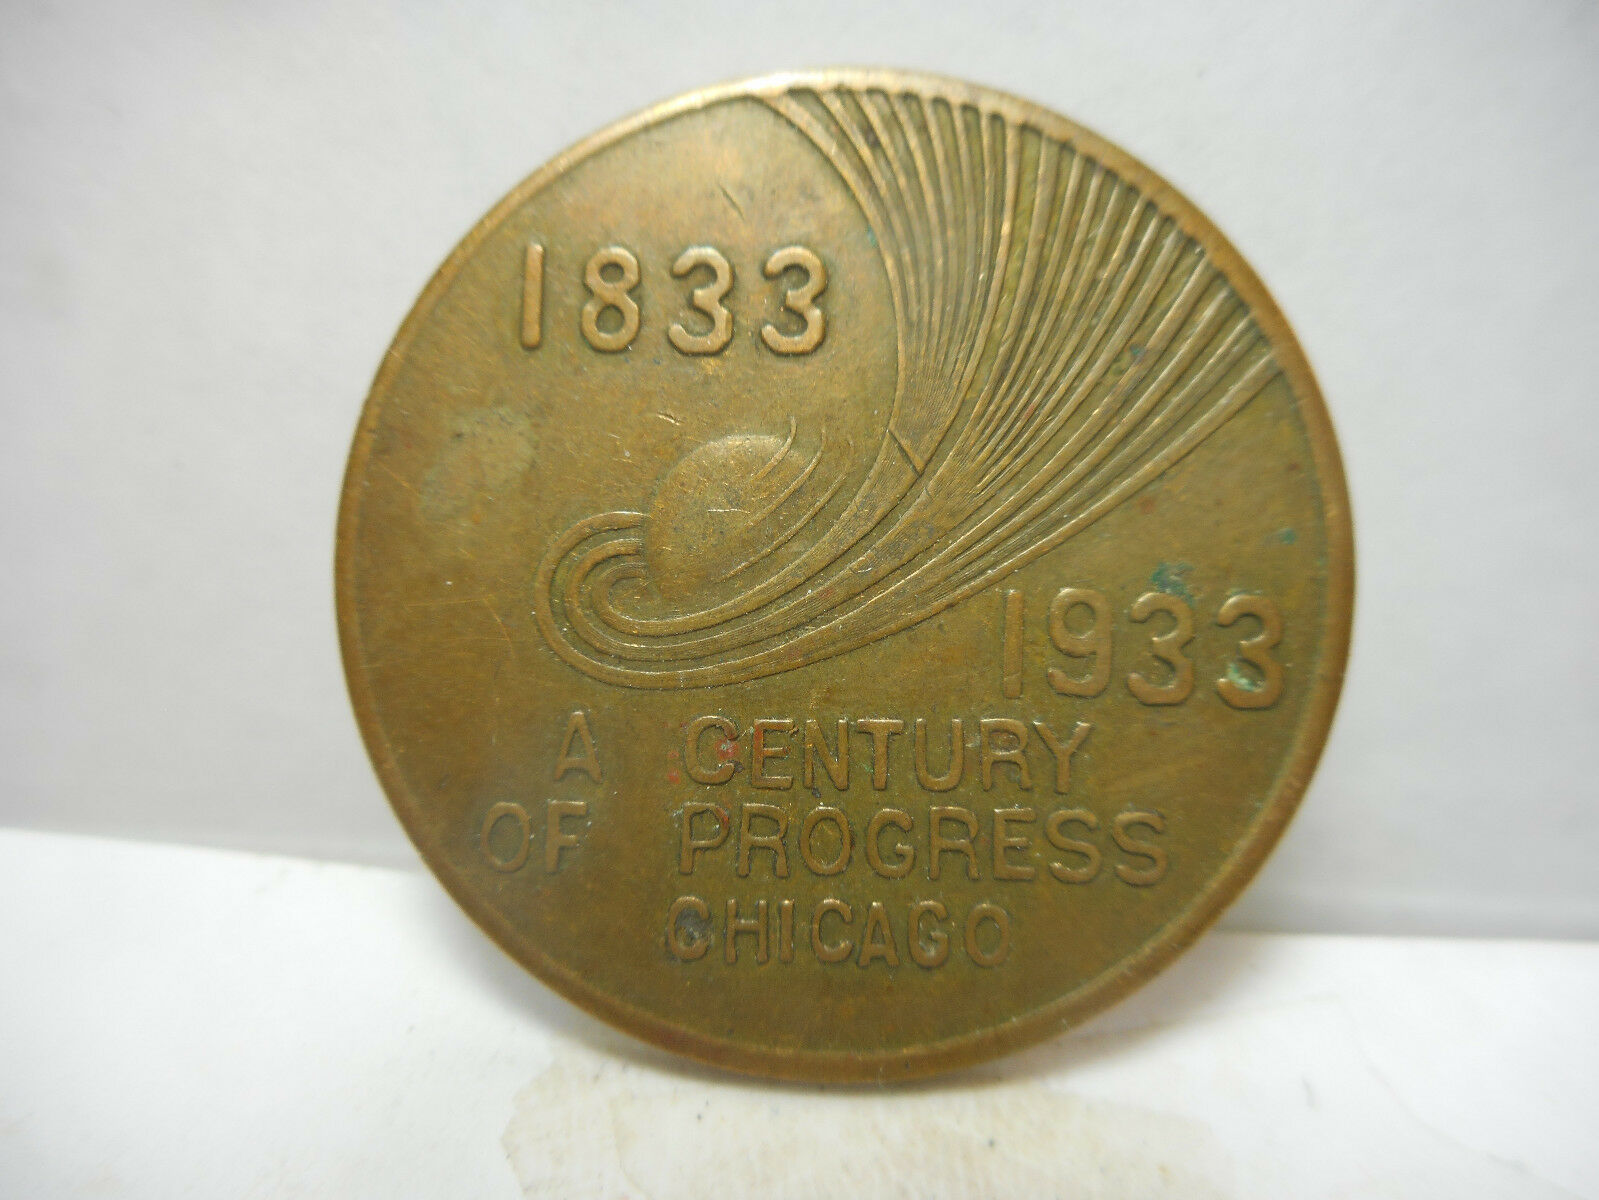 1833
1933
A CENTURY
OF PROGRESS
CHICAGO